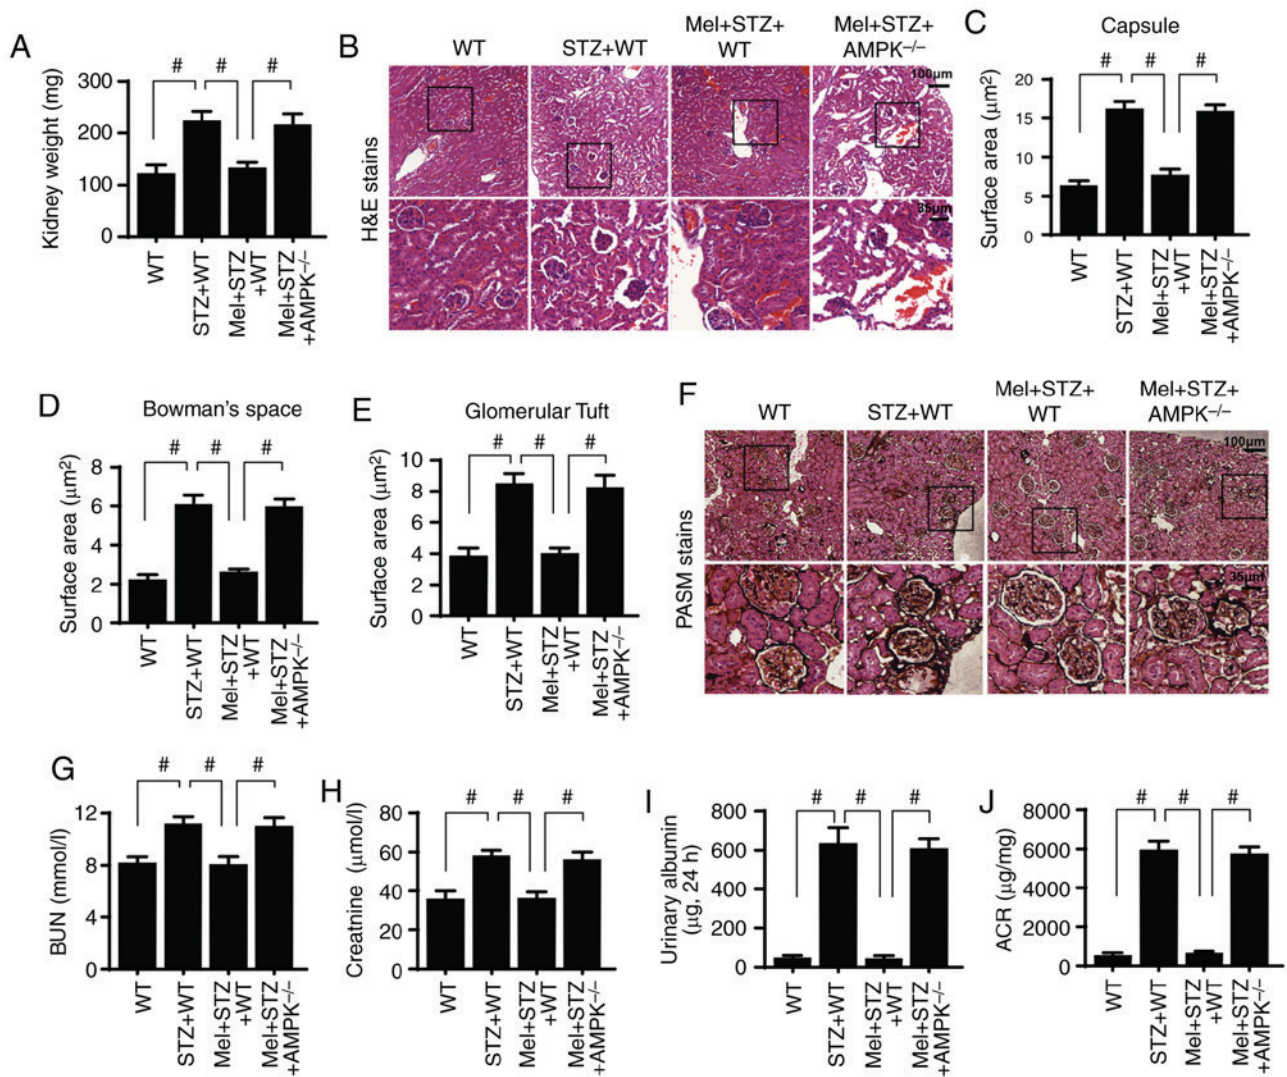 A
Kidney weight (mg)
300
200
100
0
# # #
WT
STZ+WT
Mel+STZ
+WT
Mel+STZ
+AMPK–/–
B
WT
STZ+WT
Mel+STZ+
WT
Mel+STZ+
AMPK–/–
H&E stains
100μm
35μm
C
Capsule
Surface area (μm2)
20
15
10
5
0
# # #
WT
STZ+WT
Mel+STZ
+WT
Mel+STZ
+AMPK–/–
D
Bowman's space
Surface area (μm2)
8
6
4
2
0
# # #
WT
STZ+WT
Mel+STZ
+WT
Mel+STZ
+AMPK–/–
E
Glomerular Tuft
Surface area (μm2)
10
8
6
4
2
0
# # #
WT
STZ+WT
Mel+STZ
+WT
Mel+STZ
+AMPK–/–
F
WT
STZ+WT
Mel+STZ+
WT
Mel+STZ+
AMPK–/–
PASM stains
100μm
35μm
G
BUN (mmol/l)
12
8
4
0
# # #
WT
STZ+WT
Mel+STZ
+WT
Mel+STZ
+AMPK–/–
H
Creatnine (μmol/l)
80
60
40
20
0
# # #
WT
STZ+WT
Mel+STZ
+WT
Mel+STZ
+AMPK–/–
I
Urinary albumin
(μg, 24 h)
800
600
400
200
0
# # #
WT
STZ+WT
Mel+STZ
+WT
Mel+STZ
+AMPK–/–
J
ACR (μg/mg)
8000
6000
4000
2000
0
# # #
WT
STZ+WT
Mel+STZ
+WT
Mel+STZ
+AMPK–/–